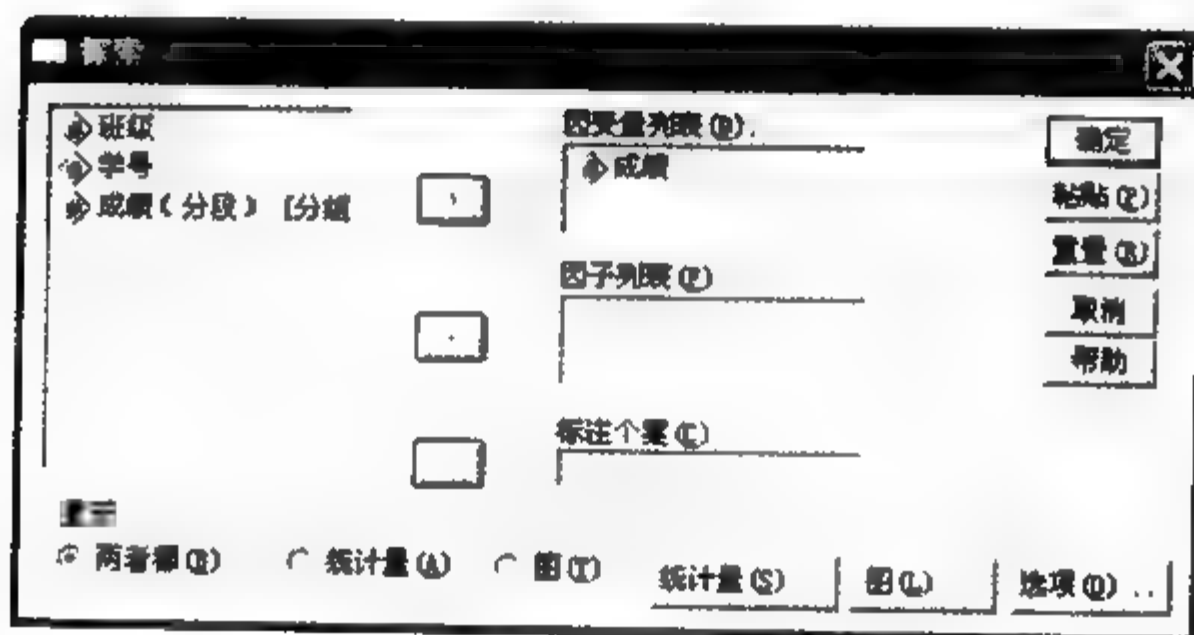 探索
班级
学号
成绩(分段) [分组
因变量列表(D).
成绩
因子列表(F)
标注个案(C)
确定
粘贴(P)
重置(R)
取消
帮助
显示
两者都(B) 统计量(A) 图(T)
统计量(S) 图(L) 选项(O)..